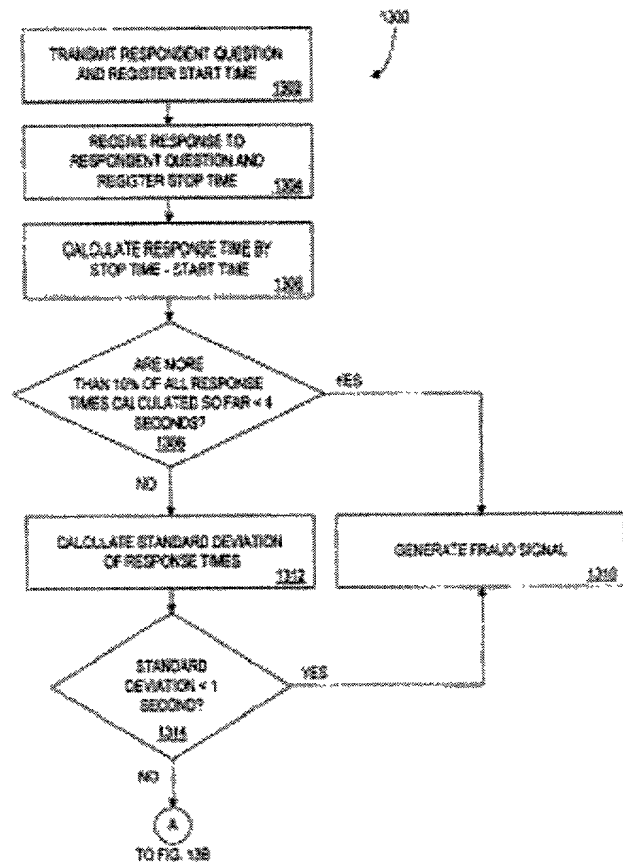 1300
TRANSMIT RESPONDENT QUESTION
AND REGISTER START TIME
1302
RECEIVE RESPONSE TO
RESPONDENT QUESTION AND
REGISTER STOP TIME
1304
CALCULATE RESPONSE TIME BY
STOP TIME - START TIME
1306
ARE MORE
THAN 10% OF ALL RESPONSE
TIMES CALCULATED SO FAR < 4
SECONDS?
YES
NO
CALCULATE STANDARD DEVIATION
OF RESPONSE TIMES
1312
GENERATE FRAUD SIGNAL
1310
STANDARD
DEVIATION < 1
SECOND?
1314
YES
NO
A
TO FIG. 13B